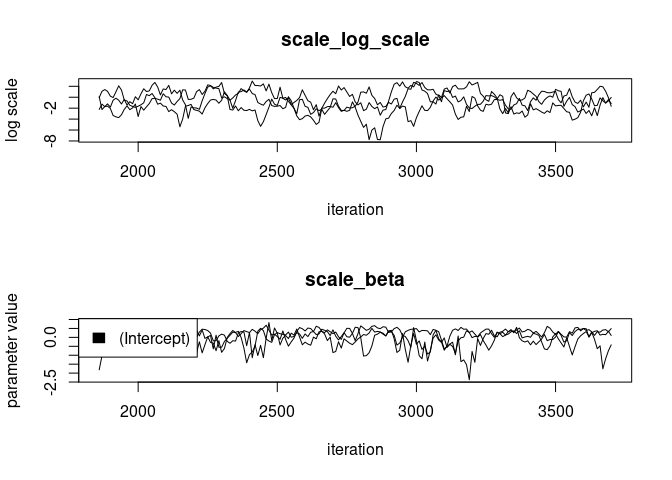 scale_log_scale
log scale
-2
-8
2000 2500 3000 3500
iteration
scale_beta
parameter value
0.0
-2.5
(Intercept)
2000 2500 3000 3500
iteration